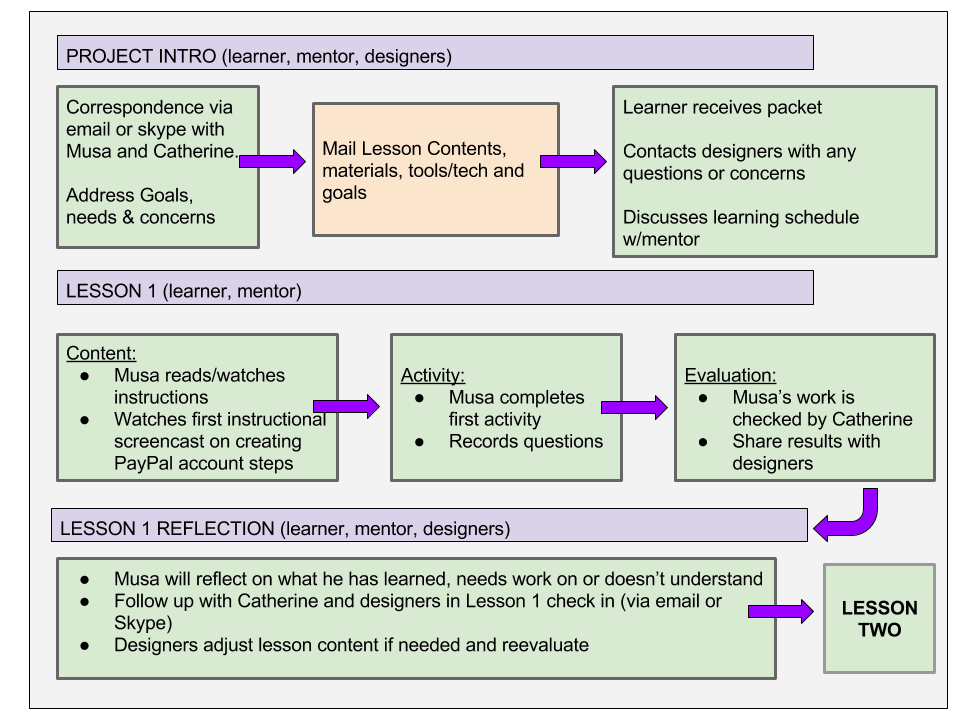 PROJECT INTRO (learner, mentor, designers)
Correspondence via
email or skype with
Musa and Catherine.
Address Goals,
needs & concerns
Mail Lesson Contents,
materials, tools/tech and
goals
Learner receives packet
Contacts designers with any
questions or concerns
Discusses learning schedule
w/mentor
LESSON 1 (learner, mentor)
Content:
● Musa reads/watches
instructions
● Watches first instructional
screencast on creating
PayPal account steps
Activity:
● Musa completes
first activity
● Records questions
Evaluation:
● Musa’s work is
checked by Catherine
● Share results with
designers
LESSON 1 REFLECTION (learner, mentor, designers)
● Musa will reflect on what he has learned, needs work on or doesn’t understand
● Follow up with Catherine and designers in Lesson 1 check in (via email or
Skype)
● Designers adjust lesson content if needed and reevaluate
LESSON
TWO